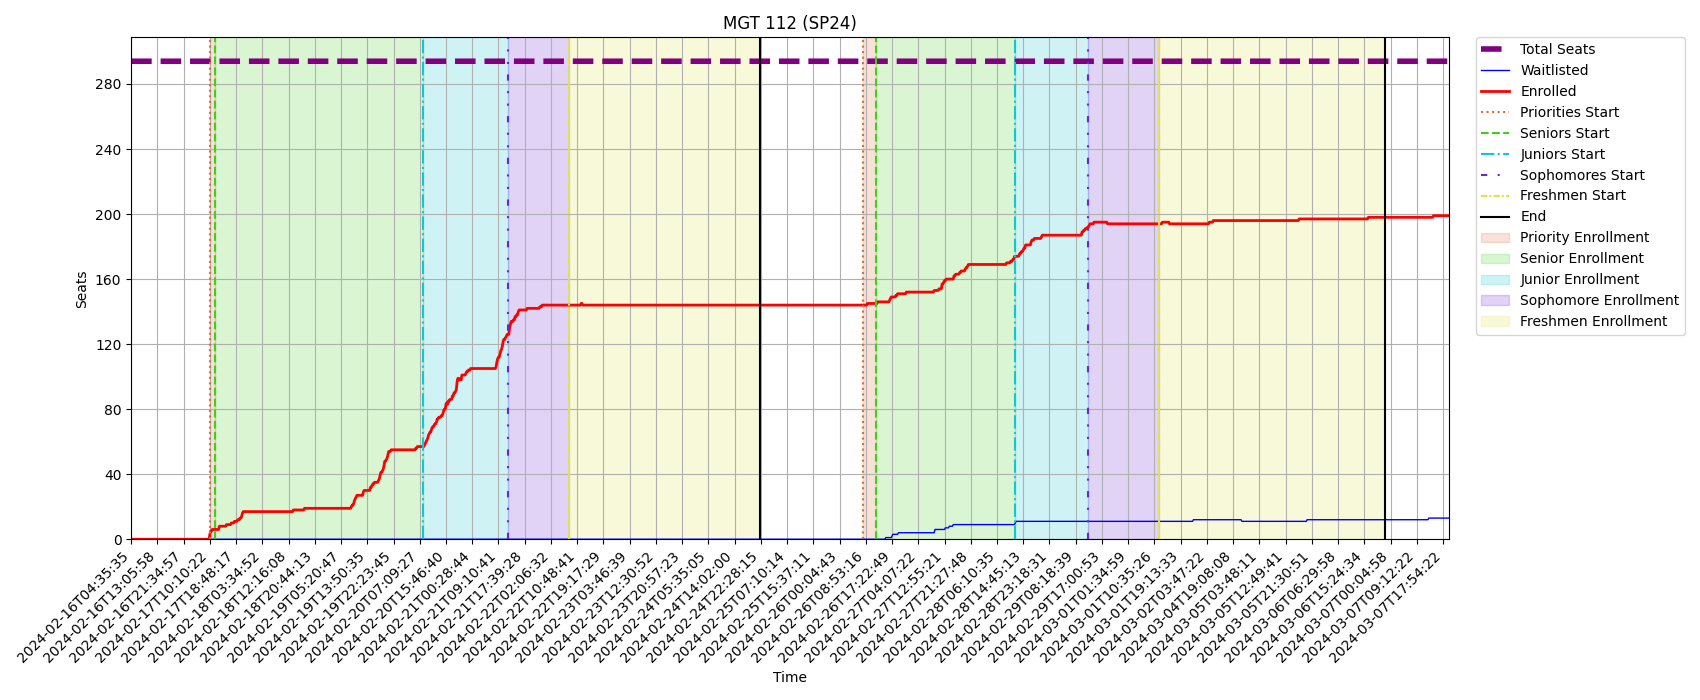 MGT 112 (SP24)
Seats
280
240
200
160
120
80
40
0
2024-02-16T04:35:35
2024-02-16T13:05:58
2024-02-16T21:34:57
2024-02-17T10:10:22
2024-02-17T18:48:17
2024-02-18T03:34:52
2024-02-18T12:16:08
2024-02-18T20:44:13
2024-02-19T05:20:47
2024-02-19T13:50:35
2024-02-19T22:23:45
2024-02-20T07:09:27
2024-02-20T15:46:40
2024-02-21T00:28:44
2024-02-21T09:10:41
2024-02-21T17:39:28
2024-02-22T02:06:32
2024-02-22T10:48:41
2024-02-22T19:17:29
2024-02-23T03:46:39
2024-02-23T12:30:52
2024-02-23T20:57:23
2024-02-24T05:35:05
2024-02-24T14:02:00
2024-02-24T22:28:15
2024-02-25T07:10:14
2024-02-25T15:37:11
2024-02-26T00:04:43
2024-02-26T08:53:16
2024-02-26T17:22:49
2024-02-27T04:07:22
2024-02-27T12:55:21
2024-02-27T21:27:48
2024-02-28T06:10:35
2024-02-28T14:45:13
2024-02-28T23:18:31
2024-02-29T08:18:39
2024-02-29T17:00:53
2024-03-01T01:34:59
2024-03-01T10:35:26
2024-03-01T19:13:33
2024-03-02T03:47:22
2024-03-04T19:08:08
2024-03-05T03:48:11
2024-03-05T12:49:41
2024-03-05T21:30:51
2024-03-06T06:29:58
2024-03-06T15:24:34
2024-03-07T00:04:58
2024-03-07T09:12:22
2024-03-07T17:54:22
Time
Total Seats
Waitlisted
Enrolled
Priorities Start
Seniors Start
Juniors Start
Sophomores Start
Freshmen Start
End
Priority Enrollment
Senior Enrollment
Junior Enrollment
Sophomore Enrollment
Freshmen Enrollment